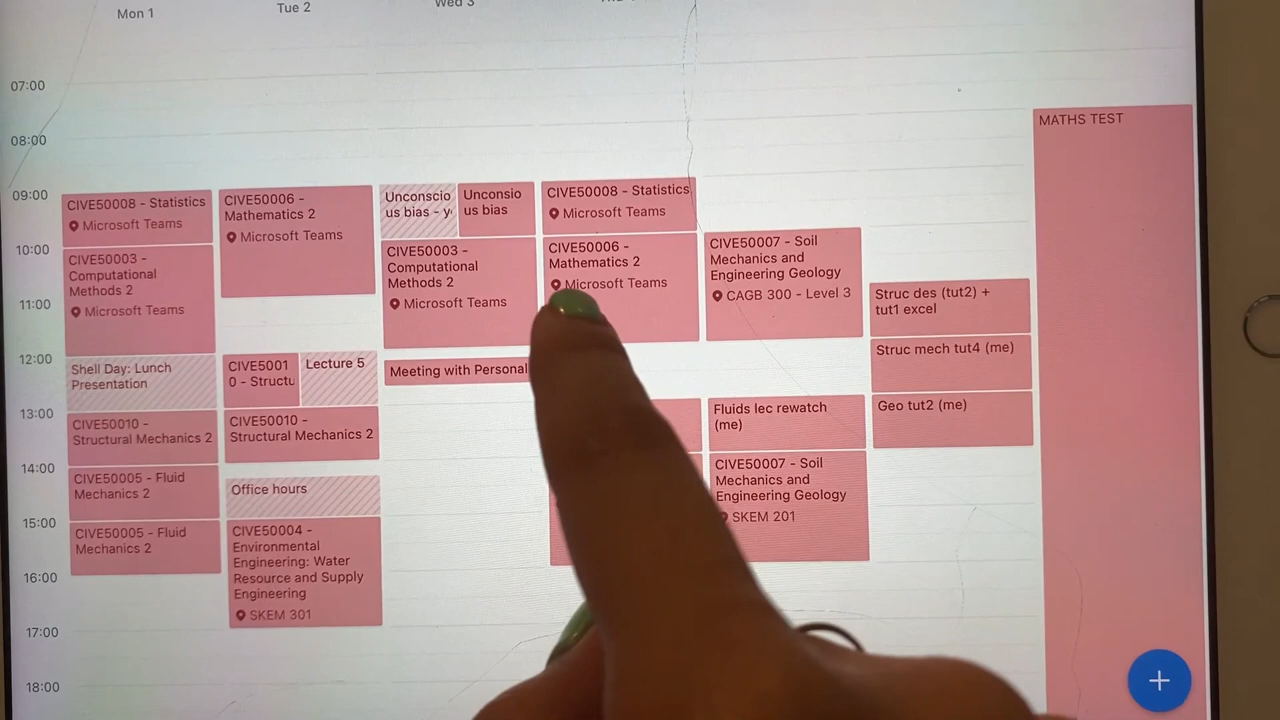 Mon 1
Tue 2
Wed 3
07:00
08:00
09:00
10:00
11:00
12:00
13:00
14:00
15:00
16:00
17:00
18:00
CIVE50008 - Statistics
Microsoft Teams
CIVE50003 -
Computational
Methods 2
Microsoft Teams
Shell Day: Lunch
Presentation
CIVE50010 -
Structural Mechanics 2
CIVE50005 - Fluid
Mechanics 2
CIVE50005 - Fluid
Mechanics 2
CIVE50006 -
Mathematics 2
Microsoft Teams
CIVE5001
0 - Structu
Lecture 5
CIVE50010 -
Structural Mechanics 2
Office hours
CIVE50004 -
Environmental
Engineering: Water
Resource and Supply
Engineering
SKEM 301
Unconscio
us bias - y
Unconscio
us bias
CIVE50003 -
Computational
Methods 2
Microsoft Teams
Meeting with Personal
CIVE50008 - Statistics
Microsoft Teams
CIVE50006 -
Mathematics 2
Microsoft Teams
CIVE50007 - Soil
Mechanics and
Engineering Geology
CAGB 300 - Level 3
Fluids lec rewatch
(me)
CIVE50007 - Soil
Mechanics and
Engineering Geology
SKEM 201
Struc des (tut2) +
tut1 excel
Struc mech tut4 (me)
Geo tut2 (me)
MATHS TEST
+